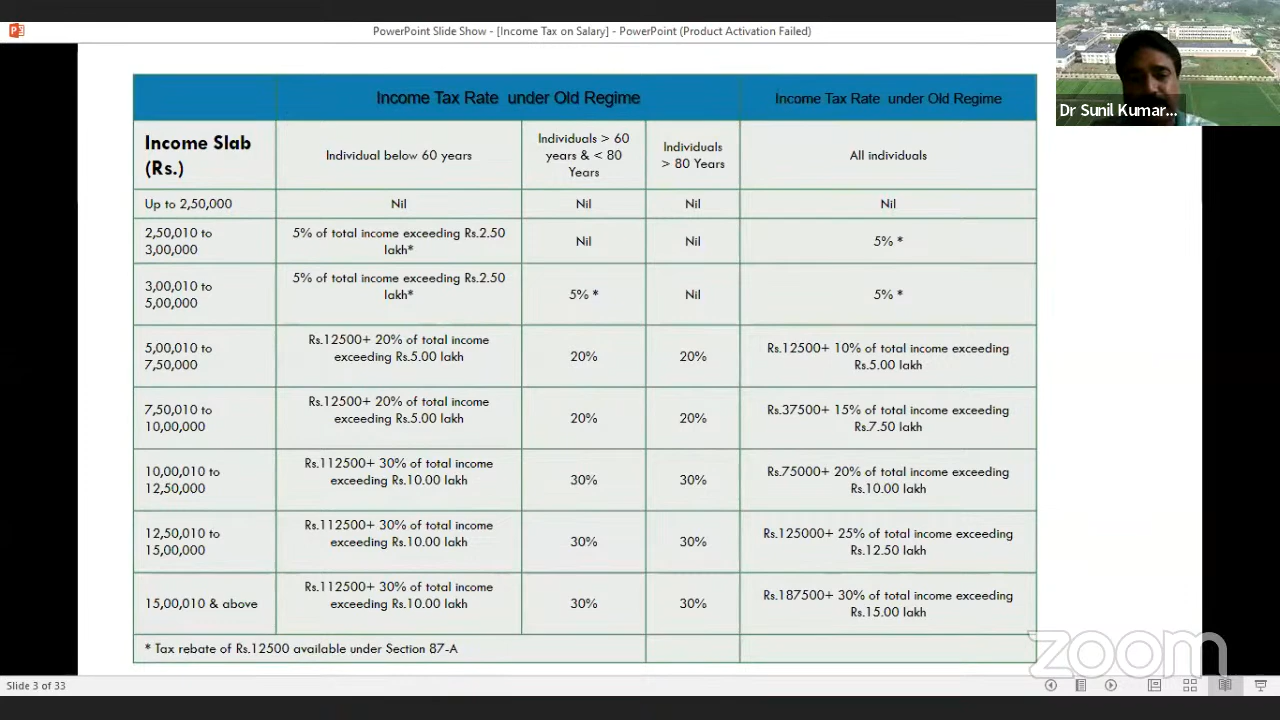 PowerPoint Slide Show - [Income Tax on Salary] - PowerPoint (Product Activation Failed)
Dr Sunil Kumar...
Income Tax Rate under Old Regime
Income Tax Rate under Old Regime
Income Slab
(Rs.)
Individual below 60 years
Individuals > 60
years & < 80
Years
Individuals
> 80 Years
All individuals
Up to 2,50,000
Nil
Nil
Nil
Nil
2,50,010 to
3,00,000
5% of total income exceeding Rs.2.50
lakh*
Nil
Nil
5% *
3,00,010 to
5,00,000
5% of total income exceeding Rs.2.50
lakh*
5% *
Nil
5% *
5,00,010 to
7,50,000
Rs.12500+ 20% of total income
exceeding Rs.5.00 lakh
20%
20%
Rs.12500+ 10% of total income exceeding
Rs.5.00 lakh
7,50,010 to
10,00,000
Rs.12500+ 20% of total income
exceeding Rs.5.00 lakh
20%
20%
Rs.37500+ 15% of total income exceeding
Rs.7.50 lakh
10,00,010 to
12,50,000
Rs.112500+ 30% of total income
exceeding Rs.10.00 lakh
30%
30%
Rs.75000+ 20% of total income exceeding
Rs.10.00 lakh
12,50,010 to
15,00,000
Rs.112500+ 30% of total income
exceeding Rs.10.00 lakh
30%
30%
Rs.125000+ 25% of total income exceeding
Rs.12.50 lakh
15,00,010 & above
Rs.112500+ 30% of total income
exceeding Rs.10.00 lakh
30%
30%
Rs.187500+ 30% of total income exceeding
Rs.15.00 lakh
* Tax rebate of Rs.12500 available under Section 87-A
zoom
Slide 3 of 33